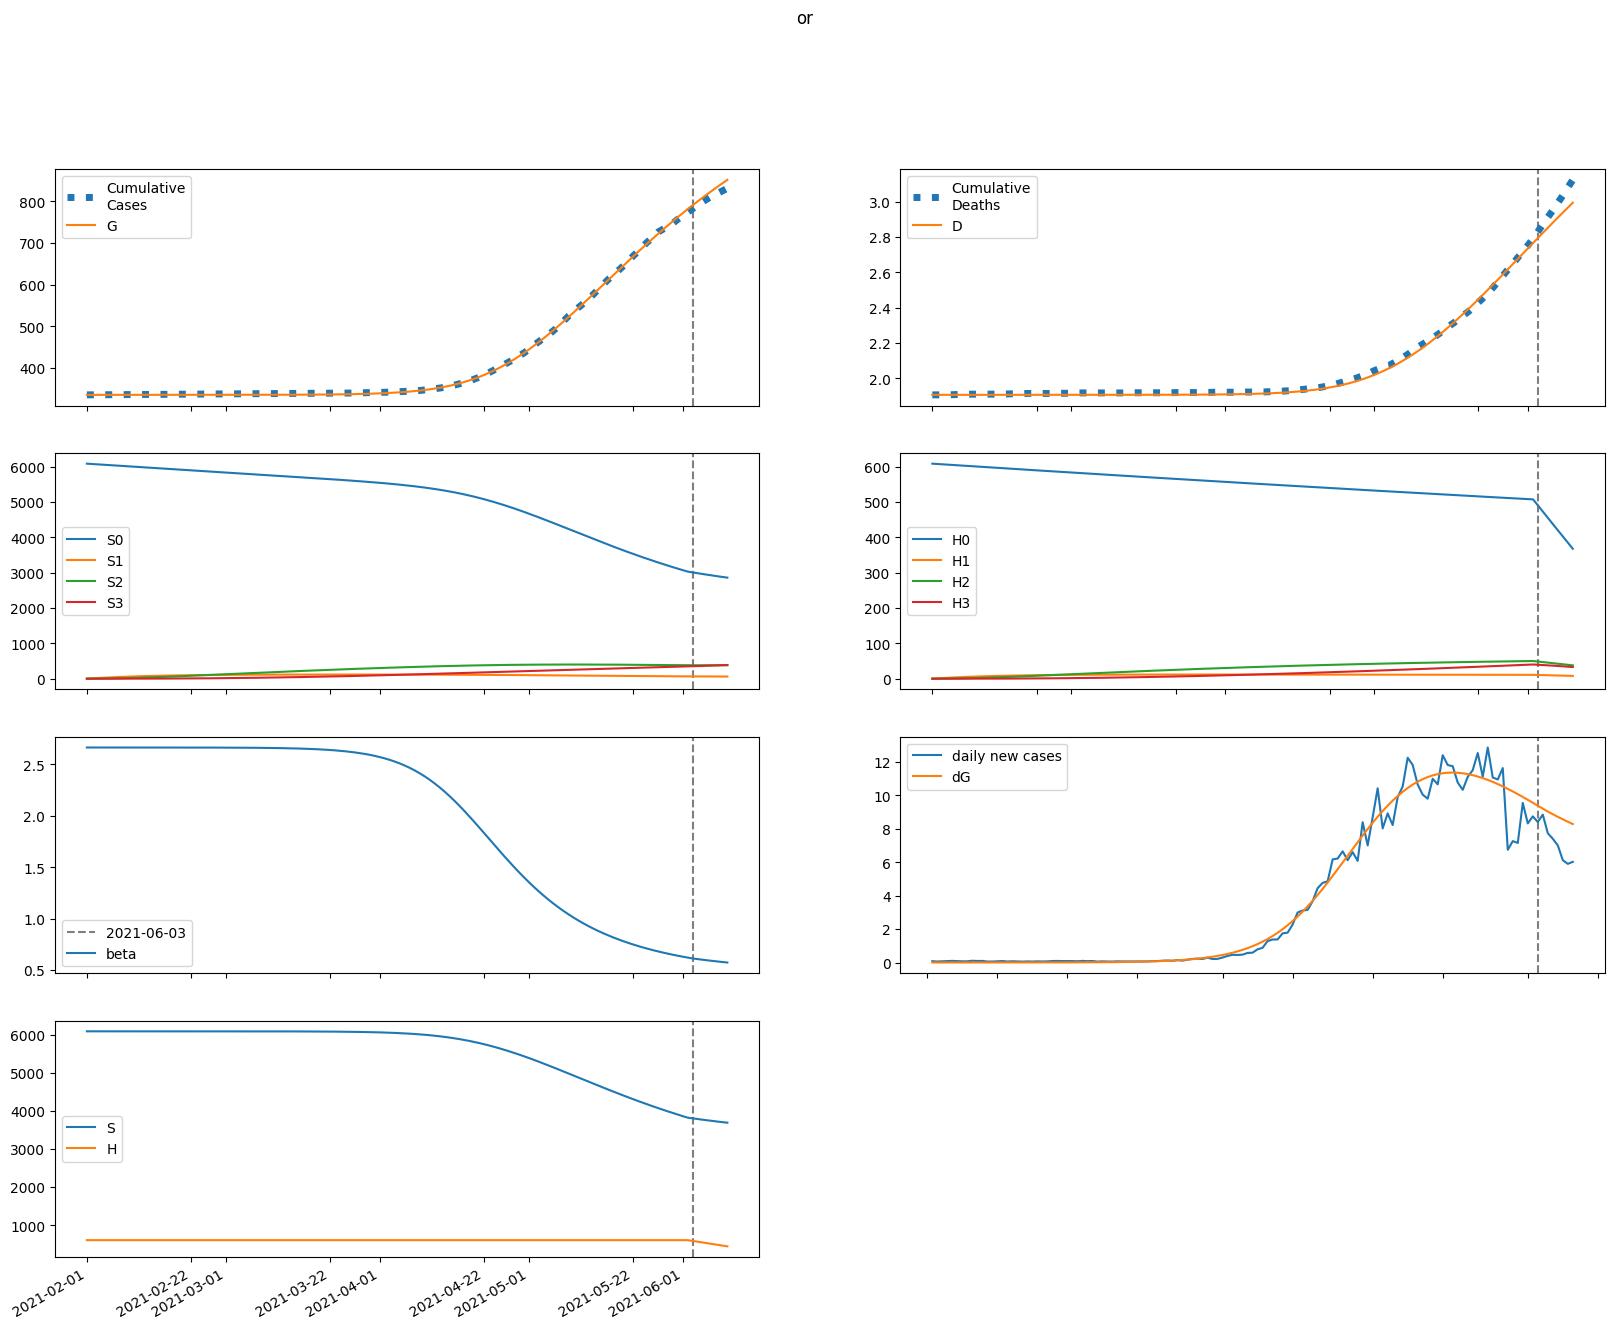 or
Cumulative
Cases
G
800
700
600
500
400
Cumulative
Deaths
D
3.0
2.8
2.6
2.4
2.2
2.0
6000
5000
4000
3000
2000
1000
0
S0
S1
S2
S3
600
500
400
300
200
100
0
H0
H1
H2
H3
2.5
2.0
1.5
1.0
0.5
2021-06-03
beta
daily new cases
dG
12
10
8
6
4
2
0
6000
5000
4000
3000
2000
1000
S
H
2021-02-01
2021-02-22
2021-03-01
2021-03-22
2021-04-01
2021-04-22
2021-05-01
2021-05-22
2021-06-01